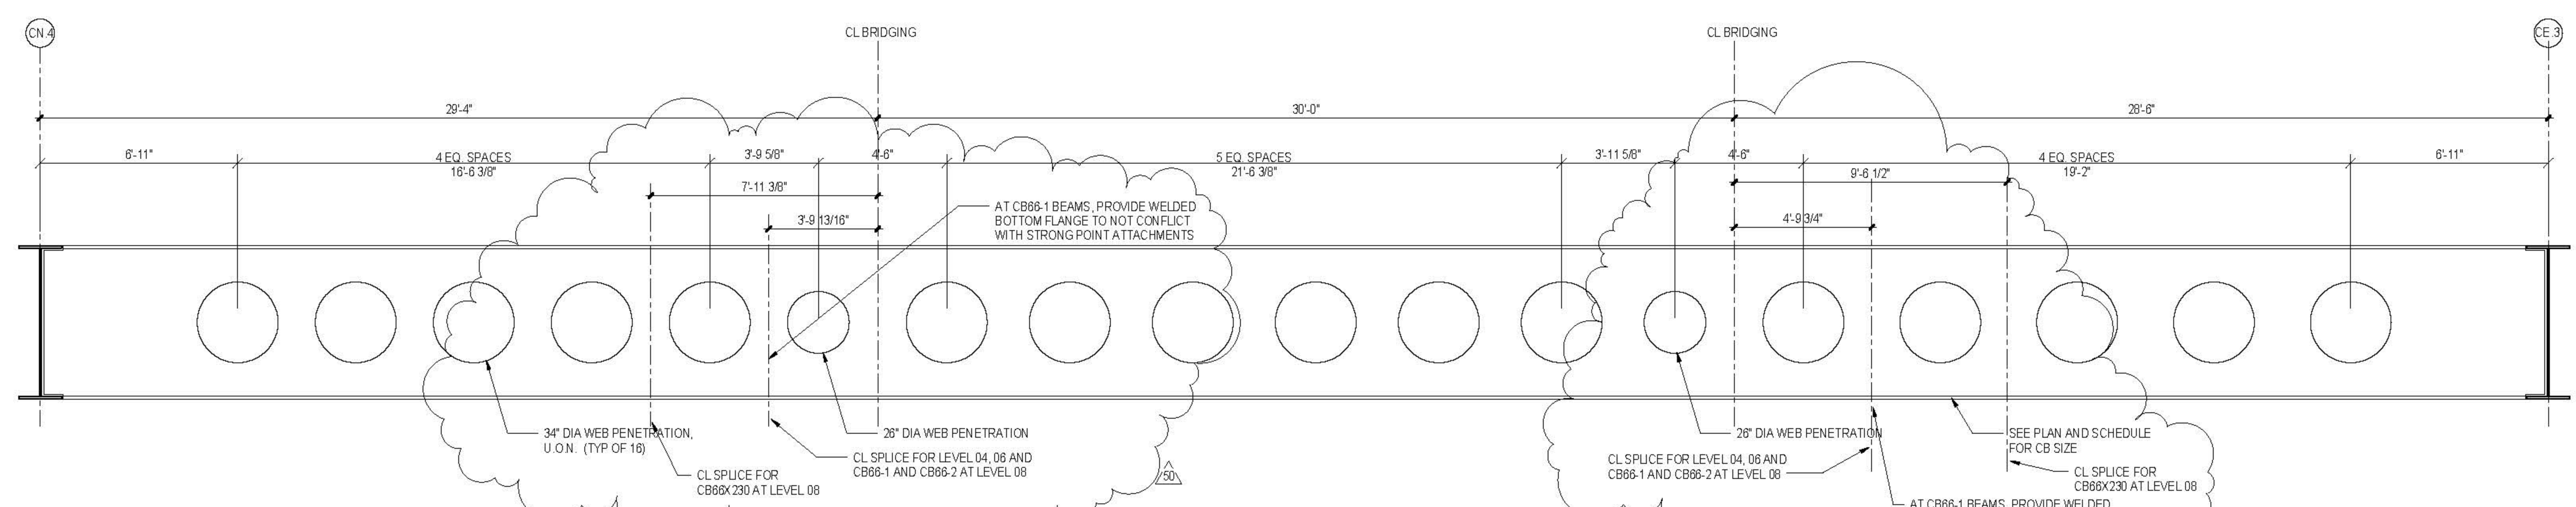 CN.4
CL BRIDGING
CL BRIDGING
CE.3
29'-4"
30'-0"
28'-6"
6'-11"
4 EQ. SPACES
16'-6 3/8"
3'-9 5/8"
4'-6"
5 EQ. SPACES
21'-6 3/8"
3'-11 5/8"
4'-6"
4 EQ. SPACES
19'-2"
6'-11"
7'-11 3/8"
9'-6 1/2"
3'-9 13/16"
4'-9 3/4"
AT CB66-1 BEAMS, PROVIDE WELDED
BOTTOM FLANGE TO NOT CONFLICT
WITH STRONG POINT ATTACHMENTS
34" DIA WEB PENETRATION,
U.O.N. (TYP OF 16)
CL SPLICE FOR
CB66X230 AT LEVEL 08
26" DIA WEB PENETRATION
CL SPLICE FOR LEVEL 04, 06 AND
CB66-1 AND CB66-2 AT LEVEL 08
50
26" DIA WEB PENETRATION
CL SPLICE FOR LEVEL 04, 06 AND
CB66-1 AND CB66-2 AT LEVEL 08
SEE PLAN AND SCHEDULE
FOR CB SIZE
CL SPLICE FOR
CB66X230 AT LEVEL 08
AT CB66-1 BEAMS, PROVIDE WELDED